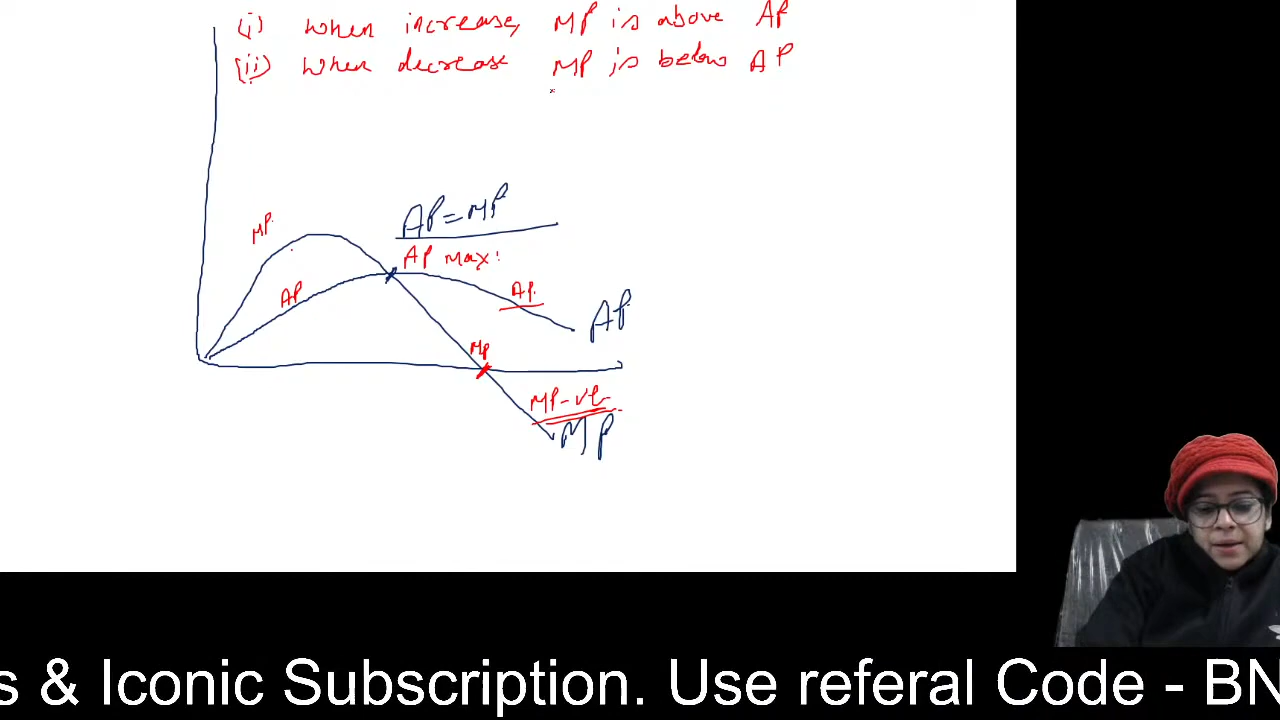 (i) when increase, MP is above AP
(ii) when decrease MP is below AP
AP=MP
MP
AP Max:
AP
AP.
AP
MP
MP-ve
MP
s & Iconic Subscription. Use referal Code - BN